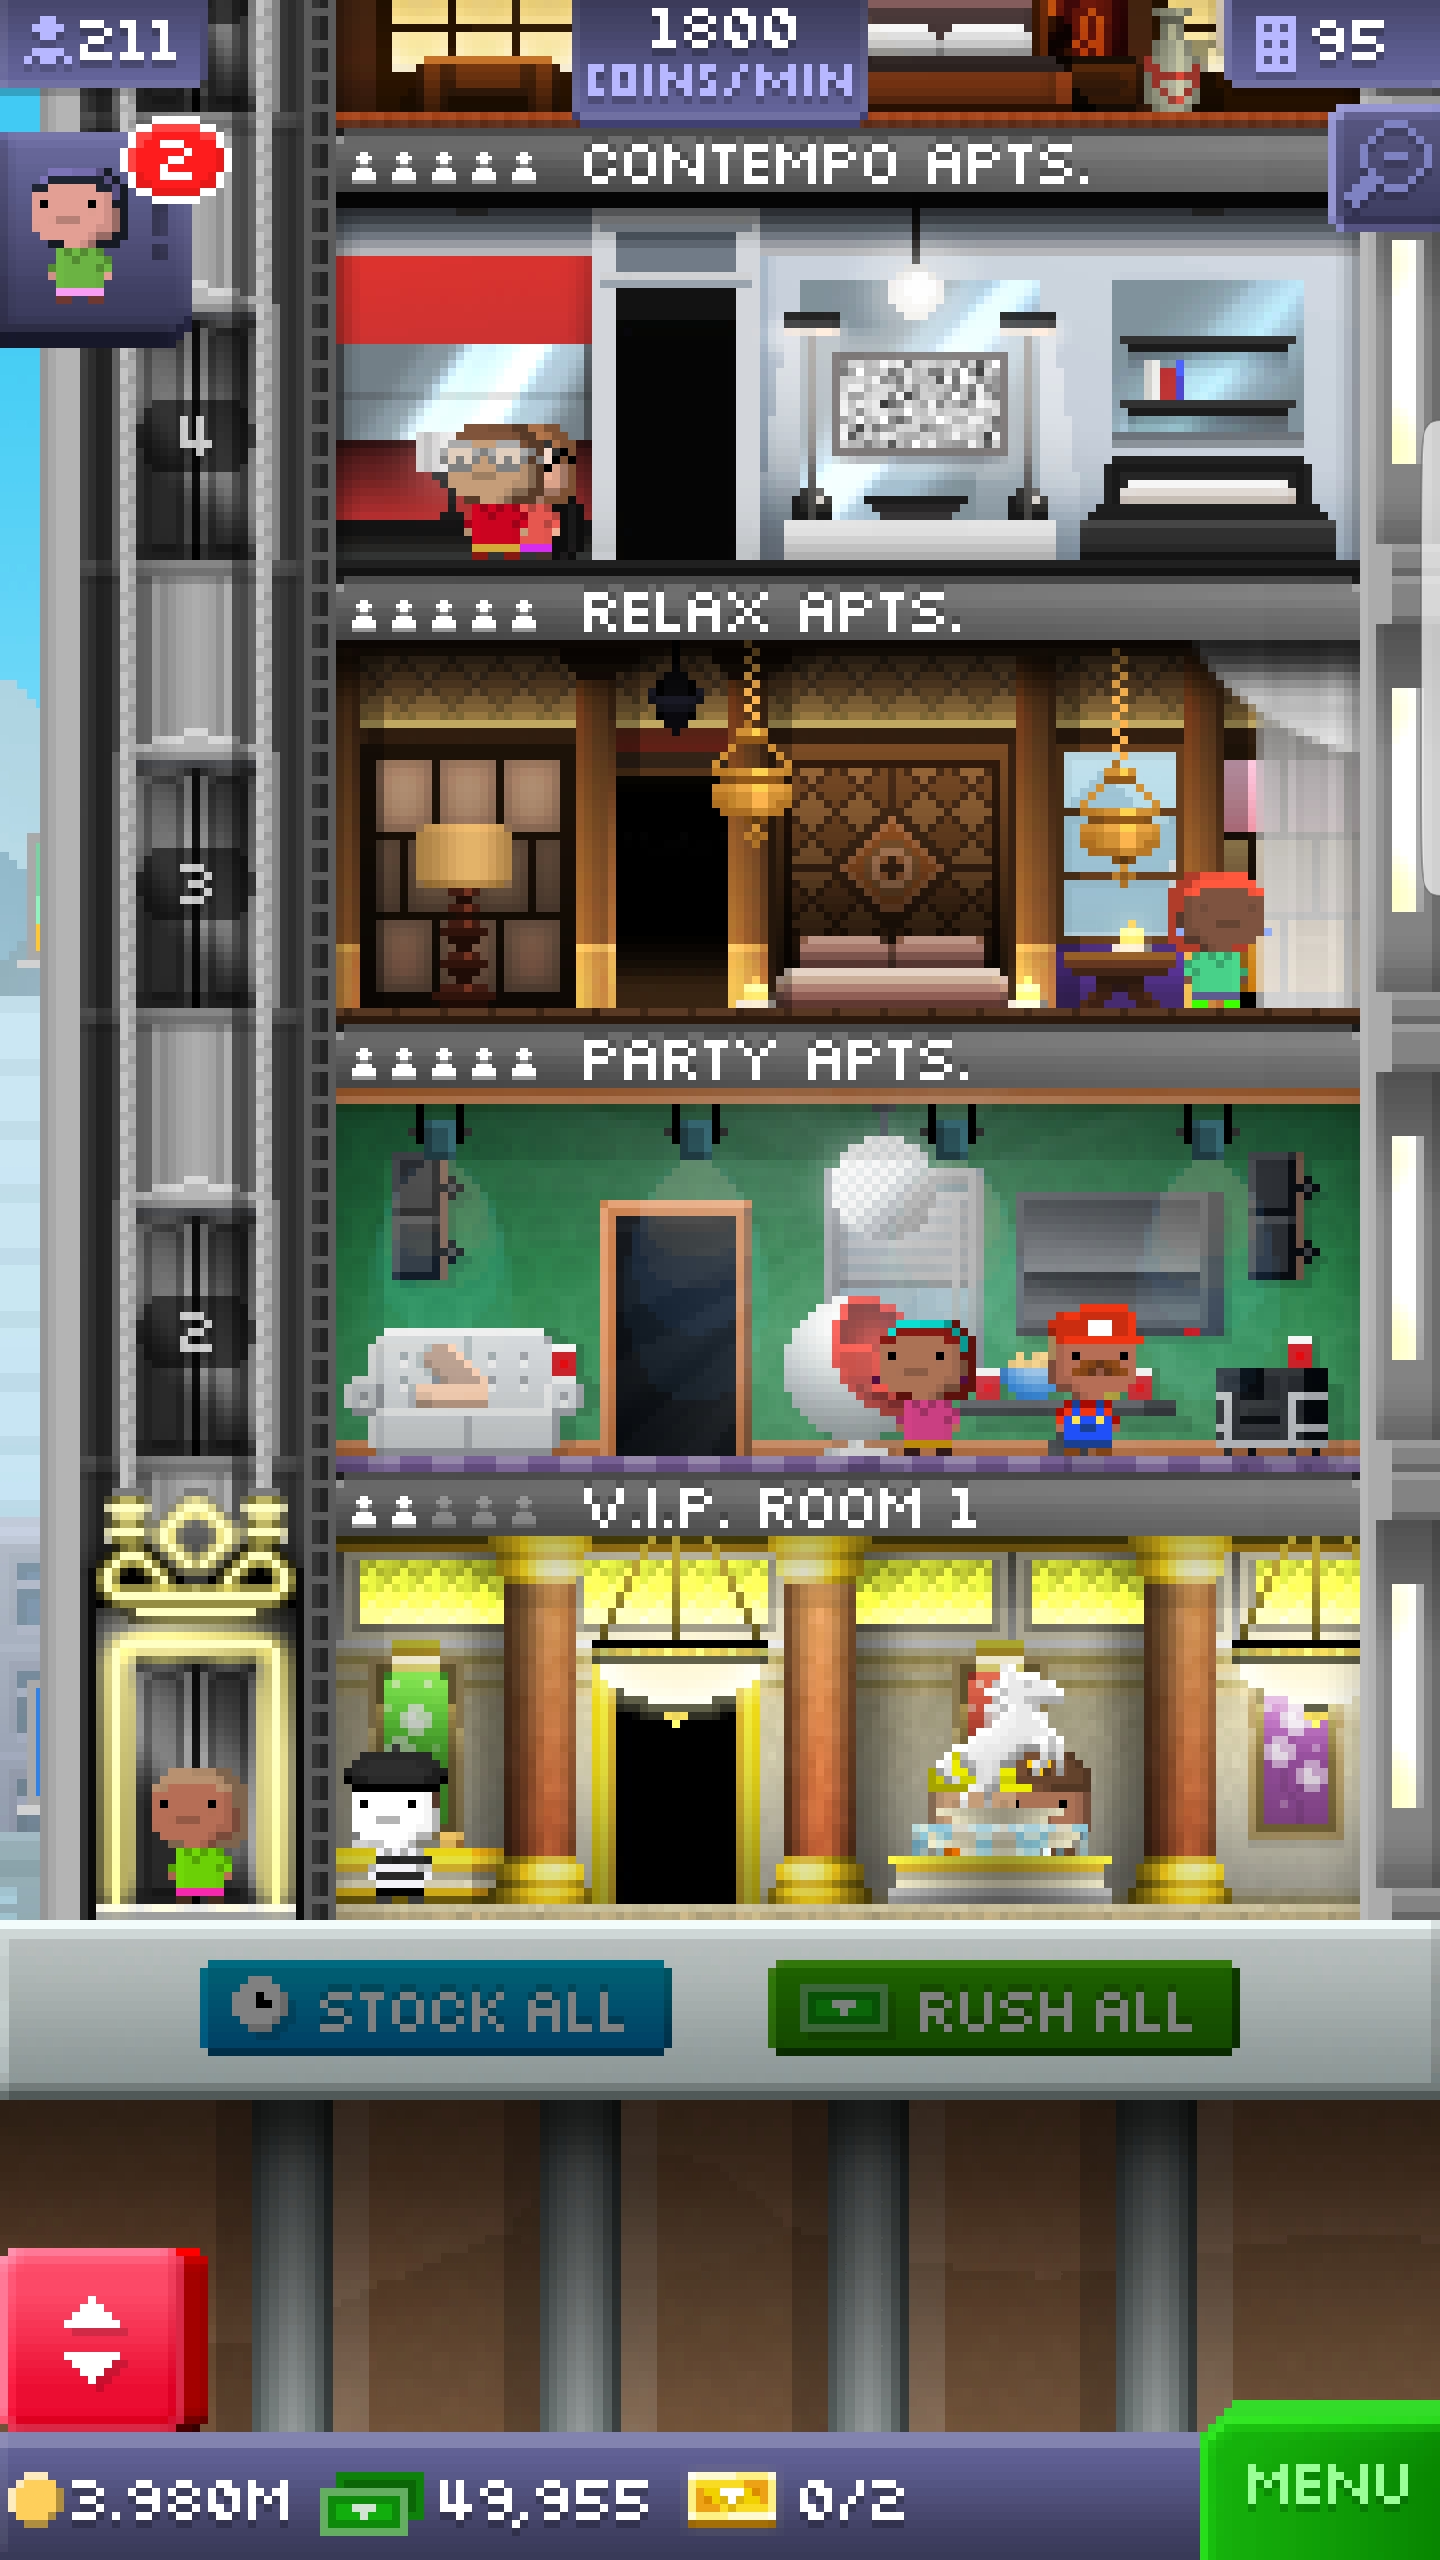 211
1800
COINS/MIN
95
2
CONTEMPO APTS.
4
RELAX APTS.
3
PARTY APTS.
2
V.I.P. ROOM 1
STOCK ALL
RUSH ALL
3.980M
49,955
0/2
MENU